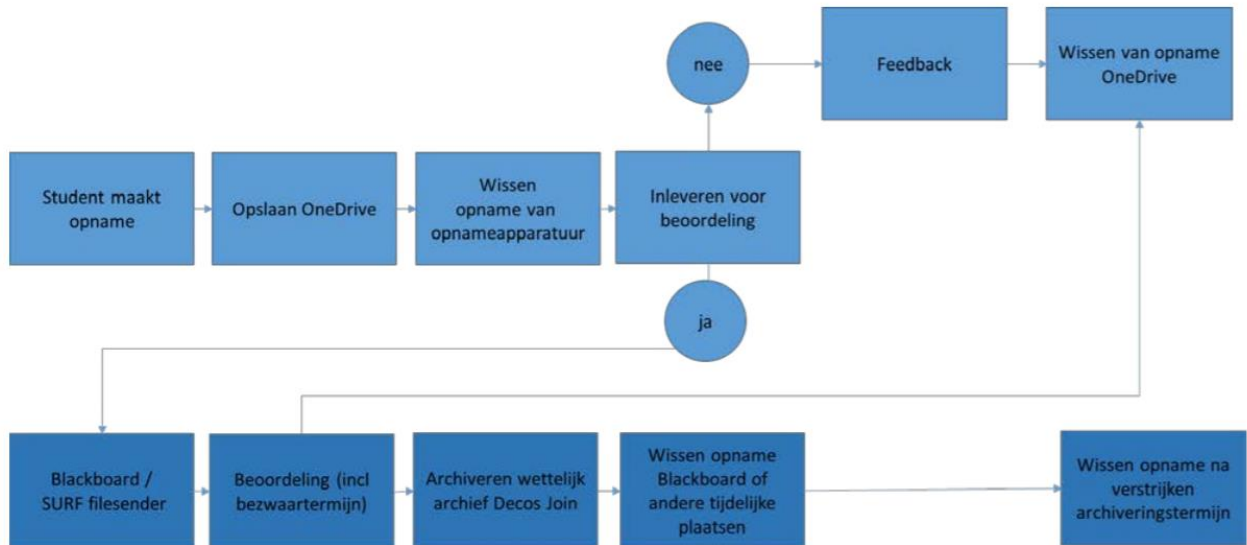 nee
Feedback
Wissen van opname
OneDrive
Student maakt
opname
Opslaan OneDrive
Wissen
opname van
opnameapparatuur
Inleveren voor
beoordeling
ja
Blackboard /
SURF filesender
Beoordeling (incl
bezwaartermijn)
Archiveren wettelijk
archief Decos Join
Wissen opname
Blackboard of
andere tijdelijke
plaatsen
Wissen opname na
verstrijken
archiveringstermijn